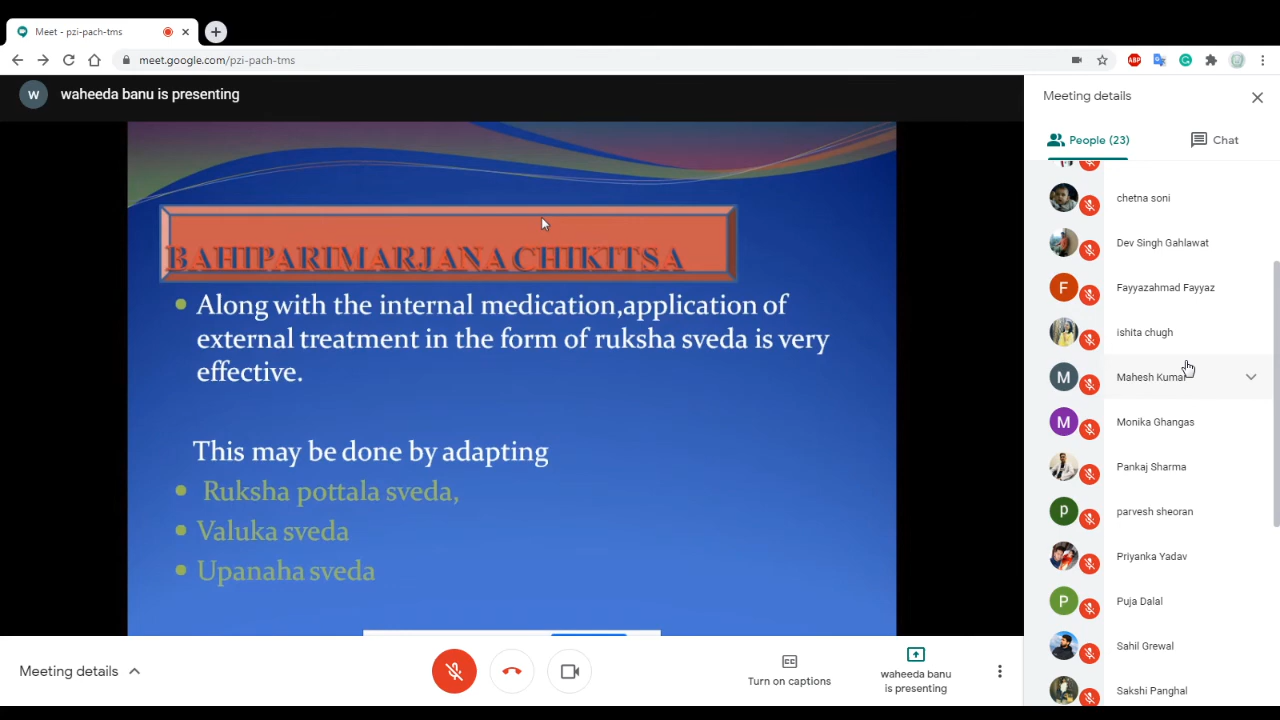 Meet - pzi-pach-tms
meet.google.com/pzi-pach-tms
ABP
W
waheeda banu is presenting
Meeting details
People (23)
Chat
BAHIPARIMARJANA CHIKITSA
Along with the internal medication,application of
external treatment in the form of ruksha sveda is very
effective.
This may be done by adapting
Ruksha pottala sveda,
Valuka sveda
Upanaha sveda
chetna soni
Dev Singh Gahlawat
F
Fayyazahmad Fayyaz
ishita chugh
M
Mahesh Kumar
M
Monika Ghangas
Pankaj Sharma
p
parvesh sheoran
Priyanka Yadav
P
Puja Dalal
Sahil Grewal
Sakshi Panghal
Meeting details
Turn on captions
waheeda banu
is presenting